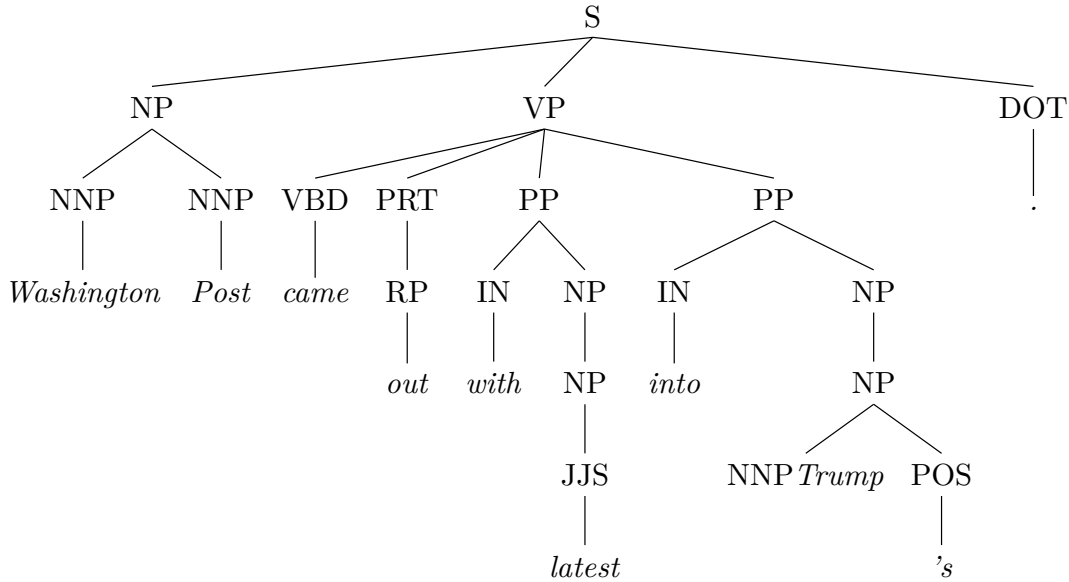 S
NP VP DOT
NNP NNP VBD PRT PP PP .
Washington Post came RP IN NP IN NP
out with NP into NP
JJS NNP Trump POS
latest 's